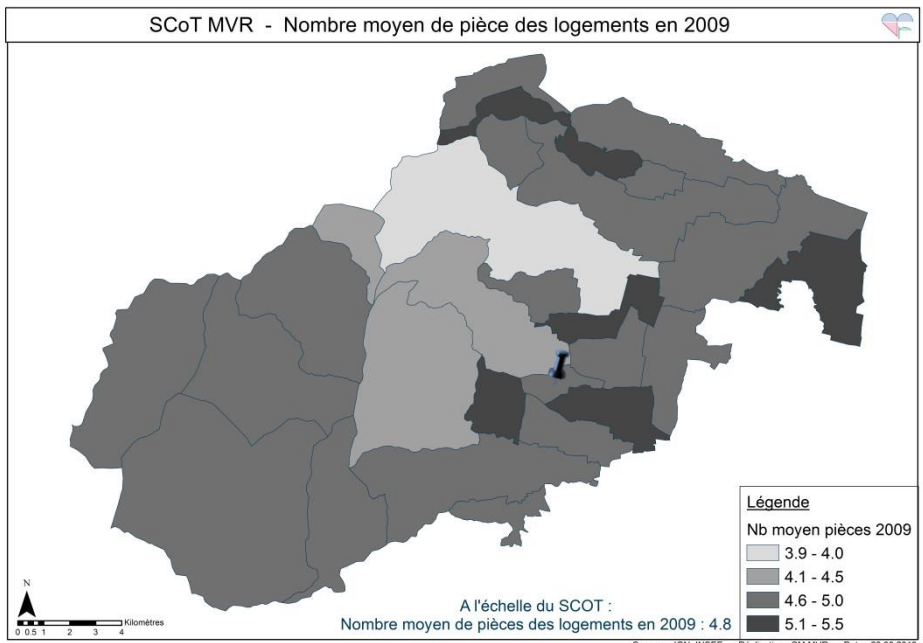 SCoT MVR - Nombre moyen de pièce des logements en 2009
Légende
Nb moyen pièces 2009
3.9 - 4.0
4.1 - 4.5
4.6 - 5.0
5.1 - 5.5
N
Kilomètres
0 0.5 1 2 3 4
A l'échelle du SCOT :
Nombre moyen de pièces des logements en 2009 : 4.8